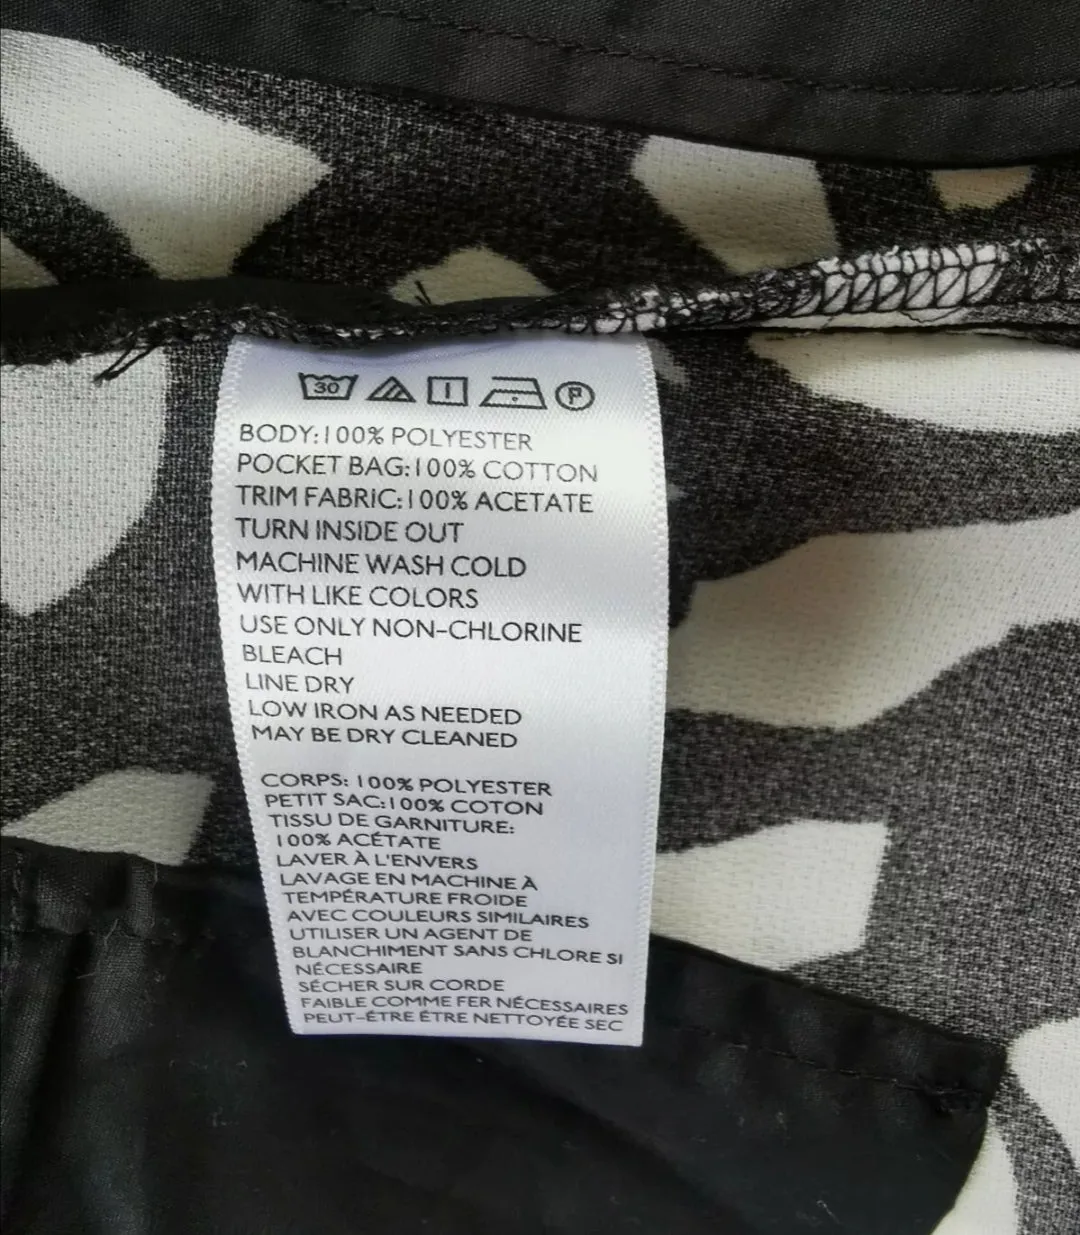 30 P
BODY:100% POLYESTER
POCKET BAG:100% COTTON
TRIM FABRIC:100% ACETATE
TURN INSIDE OUT
MACHINE WASH COLD
WITH LIKE COLORS
USE ONLY NON-CHLORINE
BLEACH
LINE DRY
LOW IRON AS NEEDED
MAY BE DRY CLEANED
CORPS: 100% POLYESTER
PETIT SAC:100% COTON
TISSU DE GARNITURE:
100% ACÉTATE
LAVER À L'ENVERS
LAVAGE EN MACHINE À
TEMPÉRATURE FROIDE
AVEC COULEURS SIMILAIRES
UTILISER UN AGENT DE
BLANCHIMENT SANS CHLORE SI
NÉCESSAIRE
SÉCHER SUR CORDE
FAIBLE COMME FER NÉCESSAIRES
PEUT-ÉTRE ÉTRE NETTOYÉE SEC